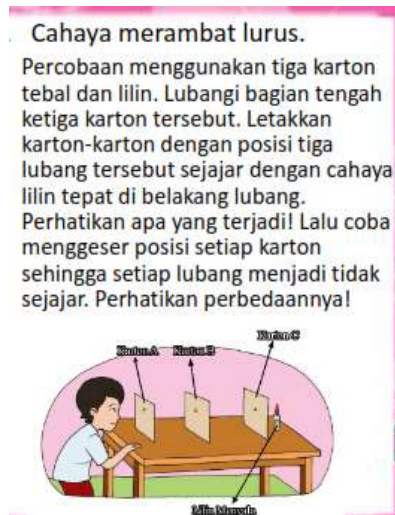 Cahaya merambat lurus.
Percobaan menggunakan tiga karton
tebal dan lilin. Lubangi bagian tengah
ketiga karton tersebut. Letakkan
karton-karton dengan posisi tiga
lubang tersebut sejajar dengan cahaya
lilin tepat di belakang lubang.
Perhatikan apa yang terjadi! Lalu coba
menggeser posisi setiap karton
sehingga setiap lubang menjadi tidak
sejajar. Perhatikan perbedaannya!
Karton C
Karton A Karton B
Lilin Menyala